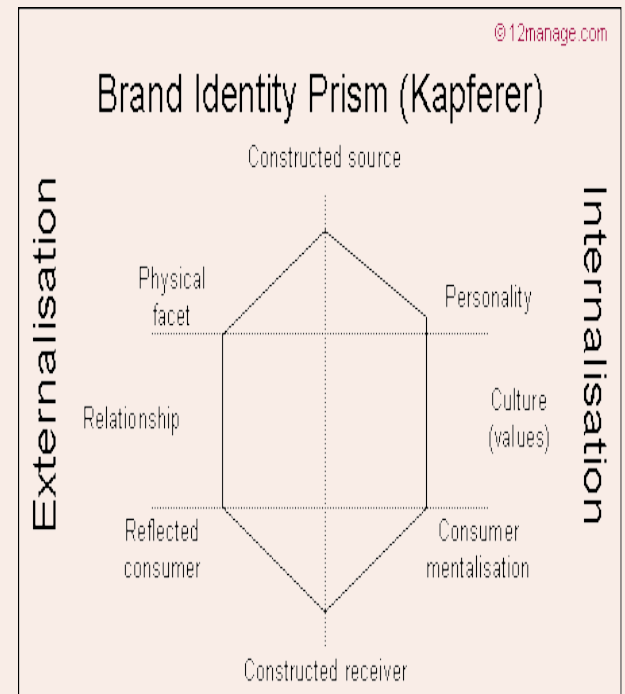 © 12manage.com
Brand Identity Prism (Kapferer)
Constructed source
Externalisation
Internalisation
Physical
facet
Personality
Relationship
Culture
(values)
Reflected
consumer
Consumer
mentalisation
Constructed receiver